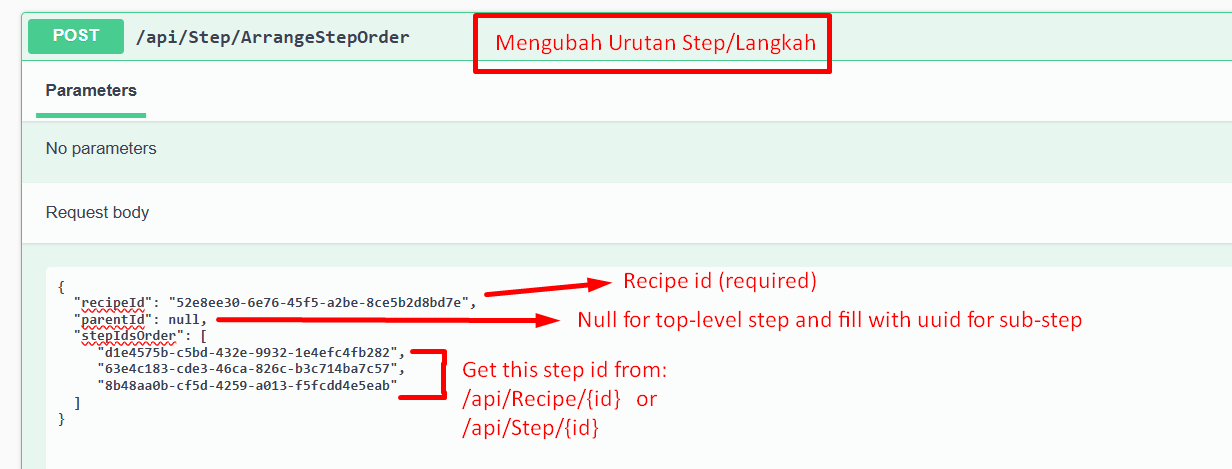 POST /api/Step/ArrangeStepOrder
Mengubah Urutan Step/Langkah
Parameters
No parameters
Request body
{
"recipeId": "52e8ee30-6e76-45f5-a2be-8ce5b2d8bd7e",
Recipe id (required)
"parentId": null,
Null for top-level step and fill with uuid for sub-step
"stepIdsOrder": [
"d1e4575b-c5bd-432e-9932-1e4efc4fb282",
"63e4c183-cde3-46ca-826c-b3c714ba7c57",
"8b48aa0b-cf5d-4259-a013-f5fcdd4e5eab"
]
}
Get this step id from:
/api/Recipe/{id} or
/api/Step/{id}